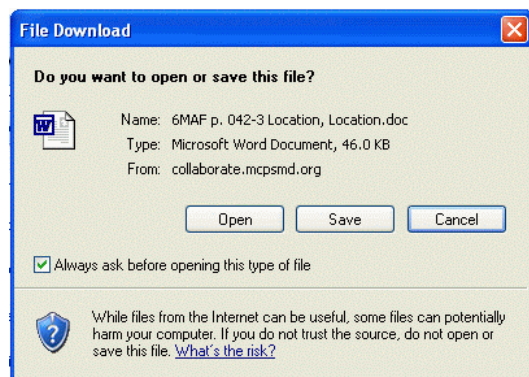 File Download
Do you want to open or save this file?
Name: 6MAF p. 042-3 Location, Location.doc
Type: Microsoft Word Document, 46.0 KB
From: collaborate.mcpsmd.org
Open Save Cancel
Always ask before opening this type of file
While files from the Internet can be useful, some files can potentially
harm your computer. If you do not trust the source, do not open or
save this file. What's the risk?